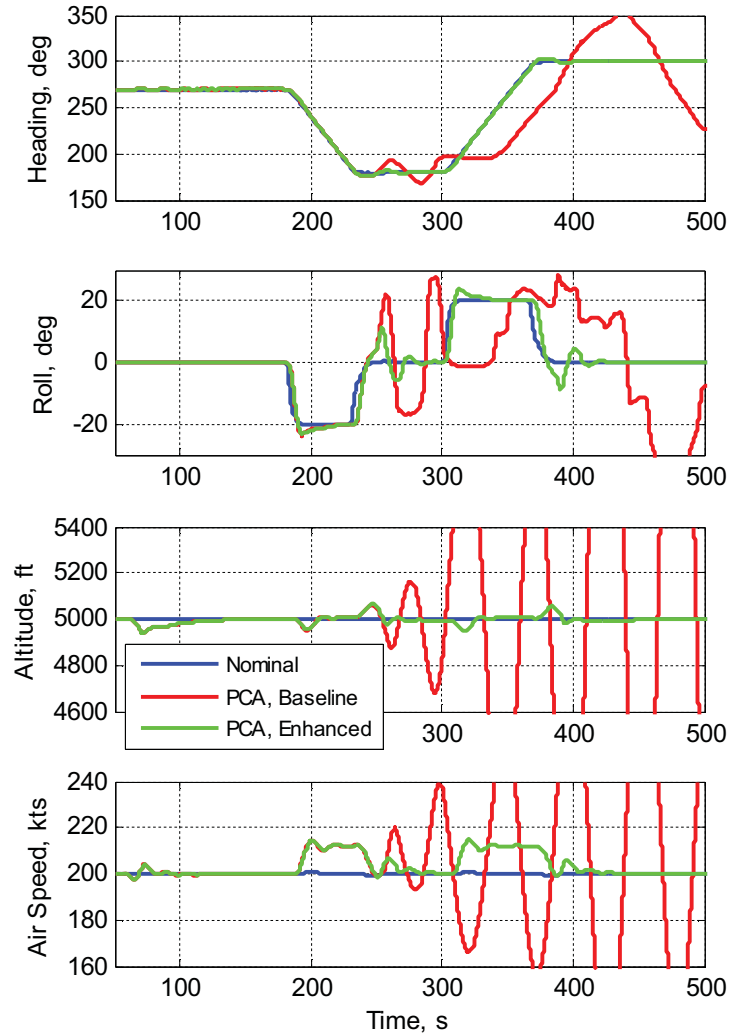 350
300
250
200
150
Heading, deg
100 200 300 400 500
20
0
-20
Roll, deg
100 200 300 400 500
5400
5200
5000
4800
4600
Altitude, ft
Nominal
PCA, Baseline
PCA, Enhanced
300 400 500
240
220
200
180
160
Air Speed, kts
100 200 300 400 500
Time, s